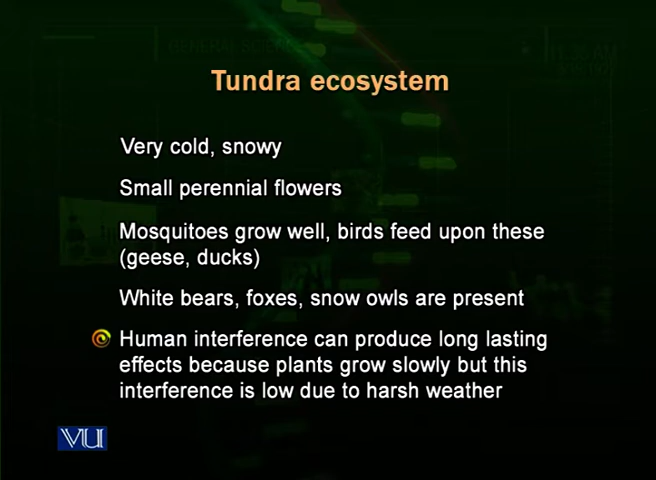 Tundra ecosystem
Very cold, snowy
Small perennial flowers
Mosquitoes grow well, birds feed upon these
(geese, ducks)
White bears, foxes, snow owls are present
Human interference can produce long lasting
effects because plants grow slowly but this
interference is low due to harsh weather
VU